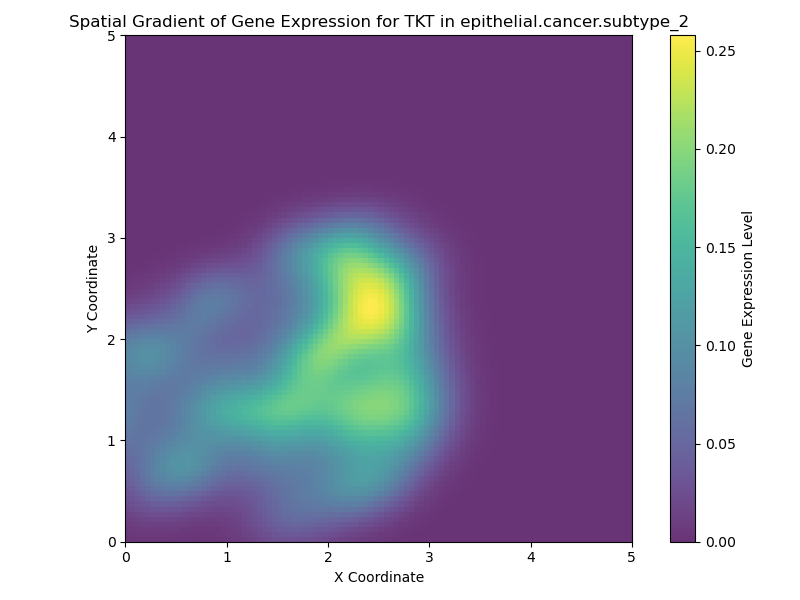 Spatial Gradient of Gene Expression for TKT in epithelial.cancer.subtype_2
5
4
3
2
1
0
Y Coordinate
0 1 2 3 4 5
X Coordinate
0.25
0.20
0.15
0.10
0.05
0.00
Gene Expression Level